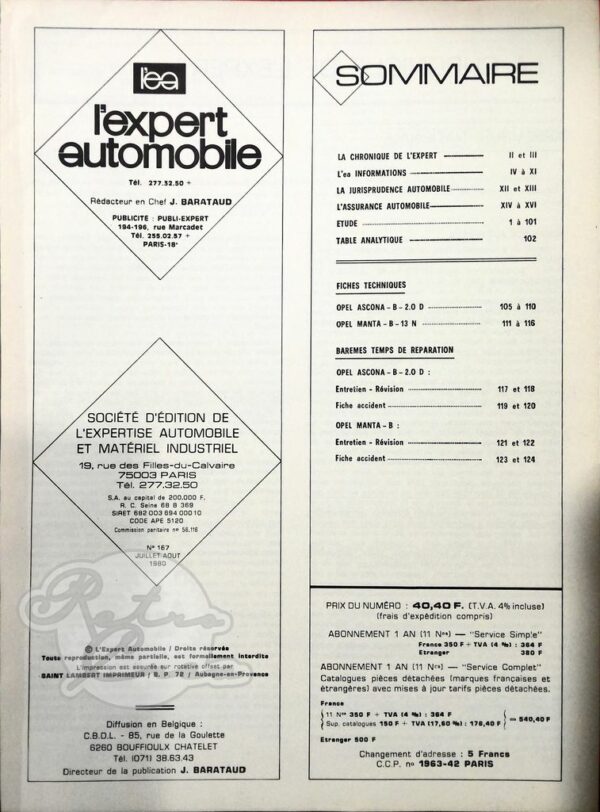 l'ea
l'expert
automobile
Tél. 277.32.50 +
Rédacteur en Chef J. BARATAUD
PUBLICITE : PUBLI-EXPERT
194-196, rue Marcadet
Tél. 255.02.57 +
PARIS-18e
SOCIÉTÉ D'ÉDITION DE
L'EXPERTISE AUTOMOBILE
ET MATÉRIEL INDUSTRIEL
19, rue des Filles-du-Calvaire
75003 PARIS
Tél. 277.32.50
S.A. au capital de 200.000 F.
R. C. Seine 68 B 369
SIRET 682 003 694 000 10
CODE APE 5120
Commission paritaire no 56.116
No 167
JUILLET AOUT
1980
Retro
© L'Expert Automobile / Droits réservés
Toute reproduction, même partielle, est formellement interdite
L'impression est assurée sur rotative offset par
SAINT LAMBERT IMPRIMEUR / B. P. 72 / Aubagne-en-Provence
Diffusion en Belgique :
C.B.D.L. - 85, rue de la Goulette
6260 BOUFFIOULX CHATELET
Tél. (071) 38.63.43
Directeur de la publication J. BARATAUD
SOMMAIRE
LA CHRONIQUE DE L'EXPERT II et III
L'ea INFORMATIONS IV à XI
LA JURISPRUDENCE AUTOMOBILE XII et XIII
L'ASSURANCE AUTOMOBILE XIV à XVI
ETUDE 1 à 101
TABLE ANALYTIQUE 102
FICHES TECHNIQUES
OPEL ASCONA - B - 2.0 D 105 à 110
OPEL MANTA - B - 13 N 111 à 116
BAREMES TEMPS DE REPARATION
OPEL ASCONA - B - 2.0 D :
Entretien - Révision 117 et 118
Fiche accident 119 et 120
OPEL MANTA - B :
Entretien - Révision 121 et 122
Fiche accident 123 et 124
PRIX DU NUMÉRO : 40,40 F. (T.V.A. 4% incluse)
(frais d'expédition compris)
ABONNEMENT 1 AN (11 Nos) — "Service Simple"
France 350 F + TVA (4 %) : 364 F
Etranger 380 F
ABONNEMENT 1 AN (11 Nos) — "Service Complet"
Catalogues pièces détachées (marques françaises et
étrangères) avec mises à jour tarifs pièces détachées.
France
11 Nos 350 F + TVA (4 %) : 364 F
Sup. catalogues 150 F + TVA (17,60 %) : 176,40 F = 540,40 F
Etranger 500 F
Changement d'adresse : 5 Francs
C.C.P. no 1963-42 PARIS